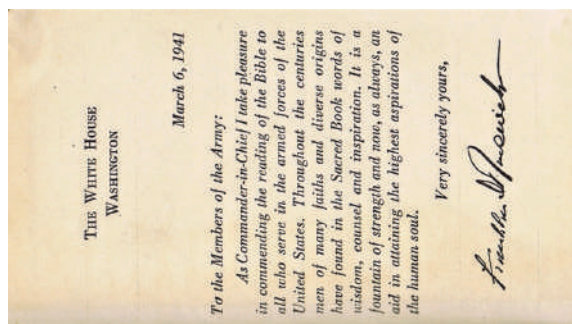 THE WHITE HOUSE
WASHINGTON
March 6, 1941
To the Members of the Army:
As Commander-in-Chief I take pleasure
in commending the reading of the Bible to
all who serve in the armed forces of the
United States. Throughout the centuries
men of many faiths and diverse origins
have found in the Sacred Book words of
wisdom, counsel and inspiration. It is a
fountain of strength and now, as always, an
aid in attaining the highest aspirations of
the human soul.
Very sincerely yours,
Franklin D Roosevelt